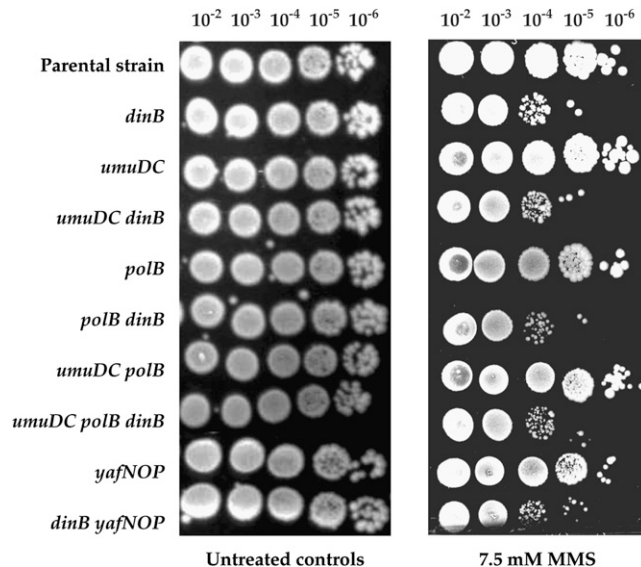 10-2 10-3 10-4 10-5 10-6 10-2 10-3 10-4 10-5 10-6
Parental strain
dinB
umuDC
umuDC dinB
polB
polB dinB
umuDC polB
umuDC polB dinB
yafNOP
dinB yafNOP
Untreated controls 7.5 mM MMS